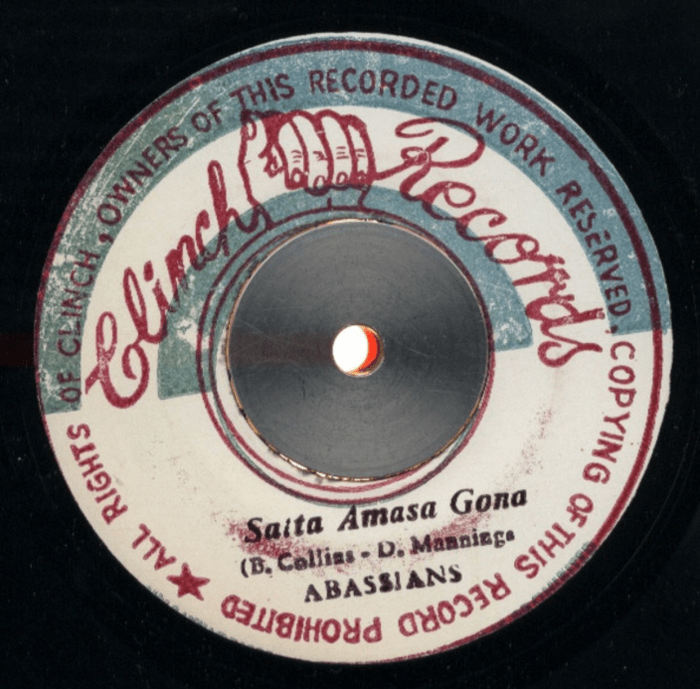 ALL RIGHTS OF CLINCH, OWNERS OF THIS RECORDED WORK RESERVED. COPYING OF THIS RECORD PROHIBITED
Clinch Records
Saita Amasa Gona
(B. Collins - D. Mannings
ABASSIANS